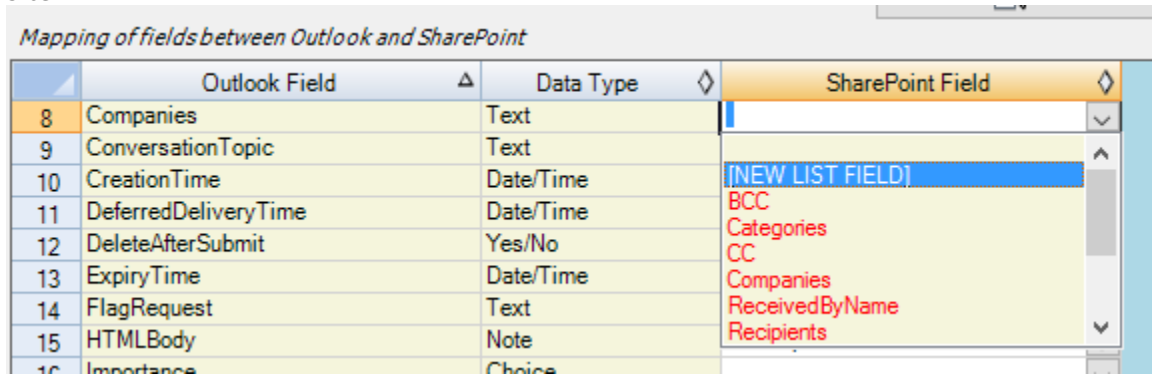 Mapping of fields between Outlook and SharePoint
Outlook Field Data Type SharePoint Field
8 Companies Text
9 ConversationTopic Text
10 CreationTime Date/Time [NEW LIST FIELD]
11 DeferredDeliveryTime Date/Time BCC
12 DeleteAfterSubmit Yes/No Categories
CC
13 ExpiryTime Date/Time Companies
14 FlagRequest Text ReceivedByName
15 HTMLBody Note Recipients
16 Importance Choice